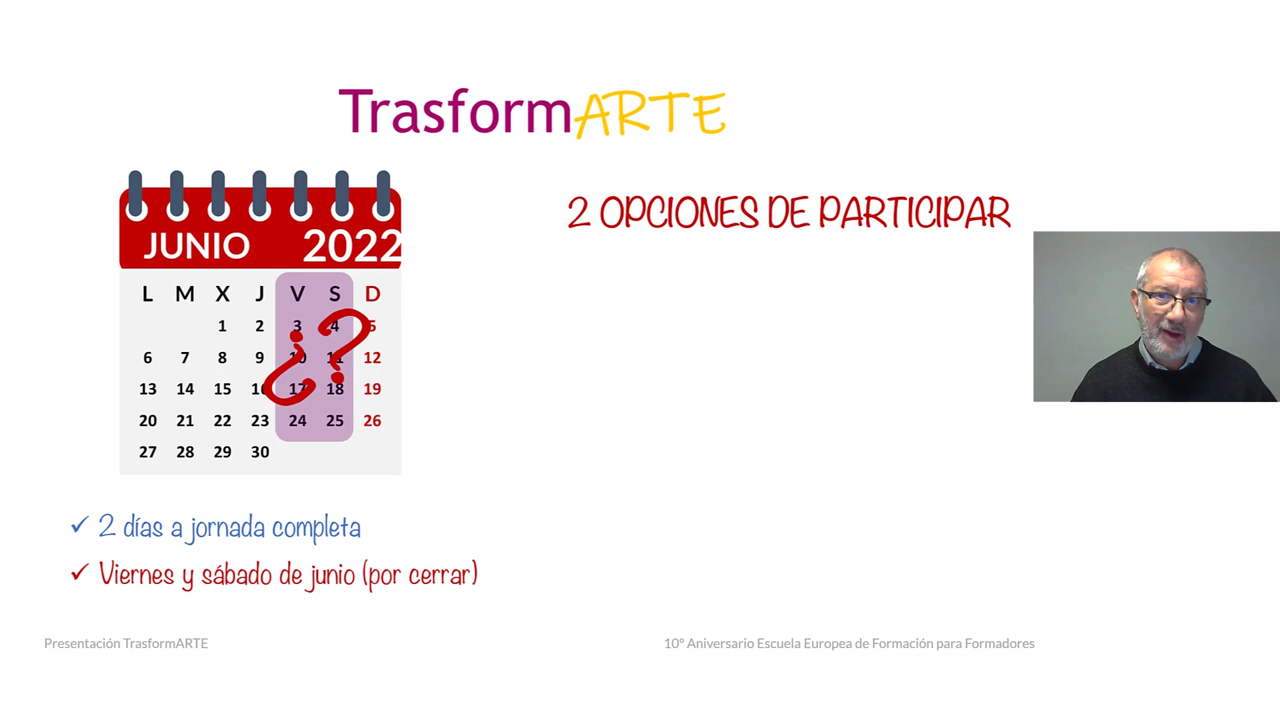 TrasformARTE
2 OPCIONES DE PARTICIPAR
JUNIO 2022
L M X J V S D
1 2 3 4 5
6 7 8 9 10 11 12
13 14 15 16 17 18 19
20 21 22 23 24 25 26
27 28 29 30
¿?
✓ 2 días a jornada completa
✓ Viernes y sábado de junio (por cerrar)
Presentación TrasformARTE
10º Aniversario Escuela Europea de Formación para Formadores